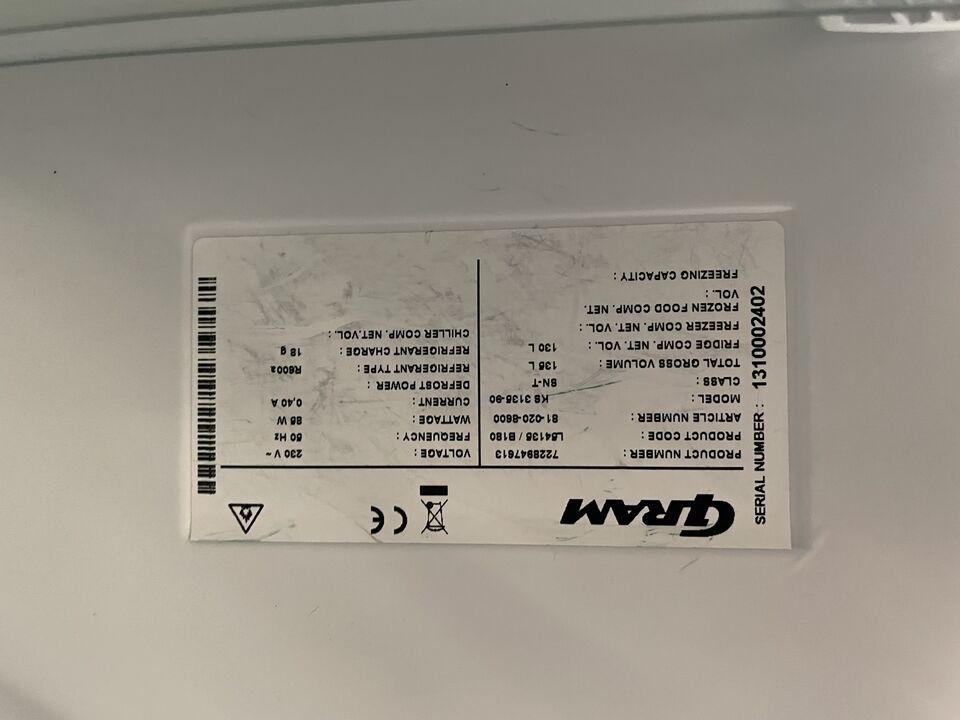 GRAM
SERIAL NUMBER : 1310002402
PRODUCT NUMBER : 7228947613
PRODUCT CODE : L54135 / B180
ARTICLE NUMBER : 81-020-8600
MODEL : KS 3135-90
CLASS : SN-T
TOTAL GROSS VOLUME : 135 L
FRIDGE COMP. NET. VOL. : 130 L
FREEZER COMP. NET. VOL. :
FROZEN FOOD COMP. NET.
VOL. :
FREEZING CAPACITY :
VOLTAGE : 230 V ~
FREQUENCY : 50 Hz
WATTAGE : 85 W
CURRENT : 0,40 A
DEFROST POWER :
REFRIGERANT TYPE : R600a
REFRIGERANT CHARGE : 18 g
CHILLER COMP. NET.VOL. :
CE